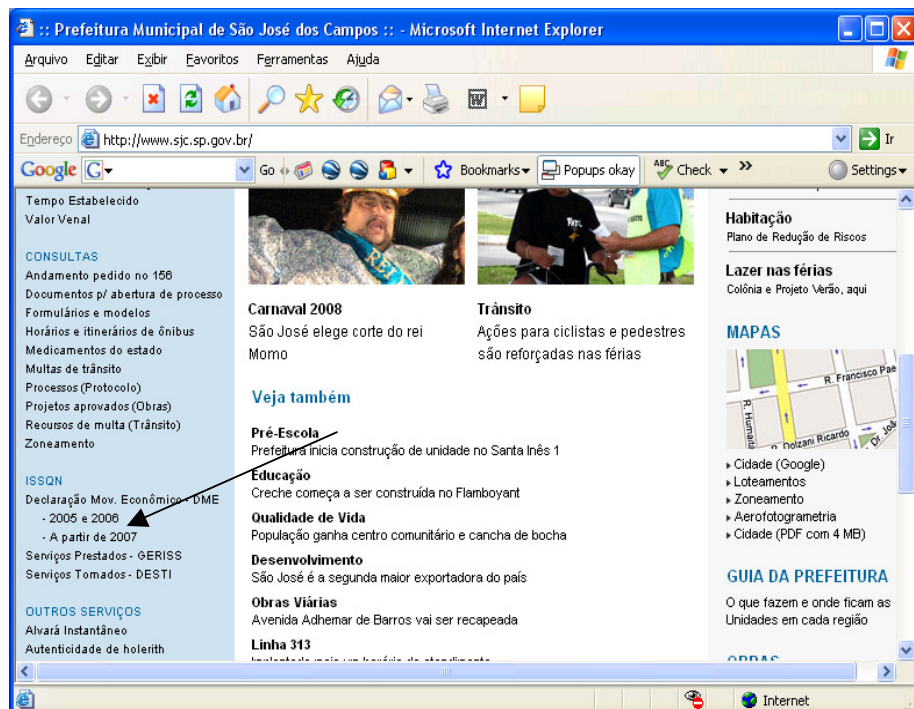 :: Prefeitura Municipal de São José dos Campos :: - Microsoft Internet Explorer
Arquivo Editar Exibir Favoritos Ferramentas Ajuda
Endereço http://www.sjc.sp.gov.br/ Ir
Google G Go Bookmarks Popups okay ABC Check >> Settings
Tempo Estabelecido
Valor Venal
CONSULTAS
Andamento pedido no 156
Documentos p/ abertura de processo
Formulários e modelos
Horários e itinerários de ônibus
Medicamentos do estado
Multas de trânsito
Processos (Protocolo)
Projetos aprovados (Obras)
Recursos de multa (Trânsito)
Zoneamento
ISSQN
Declaração Mov. Econômico - DME
- 2005 e 2006
- A partir de 2007
Serviços Prestados - GERISS
Serviços Tomados - DESTI
OUTROS SERVIÇOS
Alvará Instantâneo
Autenticidade de holerith
REI
Carnaval 2008
São José elege corte do rei
Momo
Trânsito
Ações para ciclistas e pedestres
são reforçadas nas férias
Veja também
Pré-Escola
Prefeitura inicia construção de unidade no Santa Inês 1
Educação
Creche começa a ser construída no Flamboyant
Qualidade de Vida
População ganha centro comunitário e cancha de bocha
Desenvolvimento
São José é a segunda maior exportadora do país
Obras Viárias
Avenida Adhemar de Barros vai ser recapeada
Linha 313
Habitação
Plano de Redução de Riscos
Lazer nas férias
Colônia e Projeto Verão, aqui
MAPAS
R. Francisco Pae
R. Humaitá
R. Dolzani Ricardo
Dr. João
Cidade (Google)
Loteamentos
Zoneamento
Aerofotogrametria
Cidade (PDF com 4 MB)
GUIA DA PREFEITURA
O que fazem e onde ficam as
Unidades em cada região
OBRAS
Internet